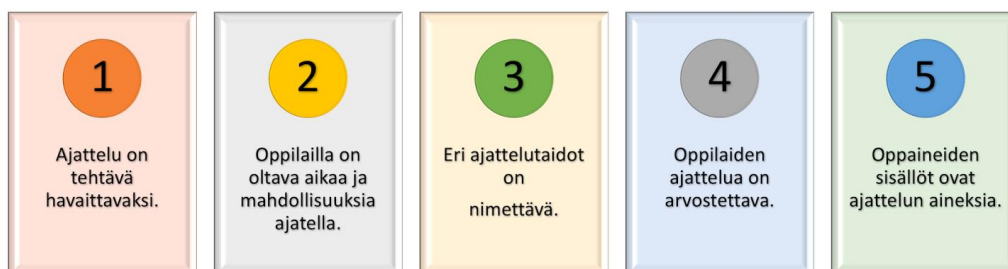 1
Ajattelu on
tehtävä
havaittavaksi.
2
Oppilailla on
oltava aikaa ja
mahdollisuuksia
ajatella.
3
Eri ajattelutaidot
on
nimettävä.
4
Oppilaiden
ajattelua on
arvostettava.
5
Oppaineiden
sisällöt ovat
ajattelun aineksia.